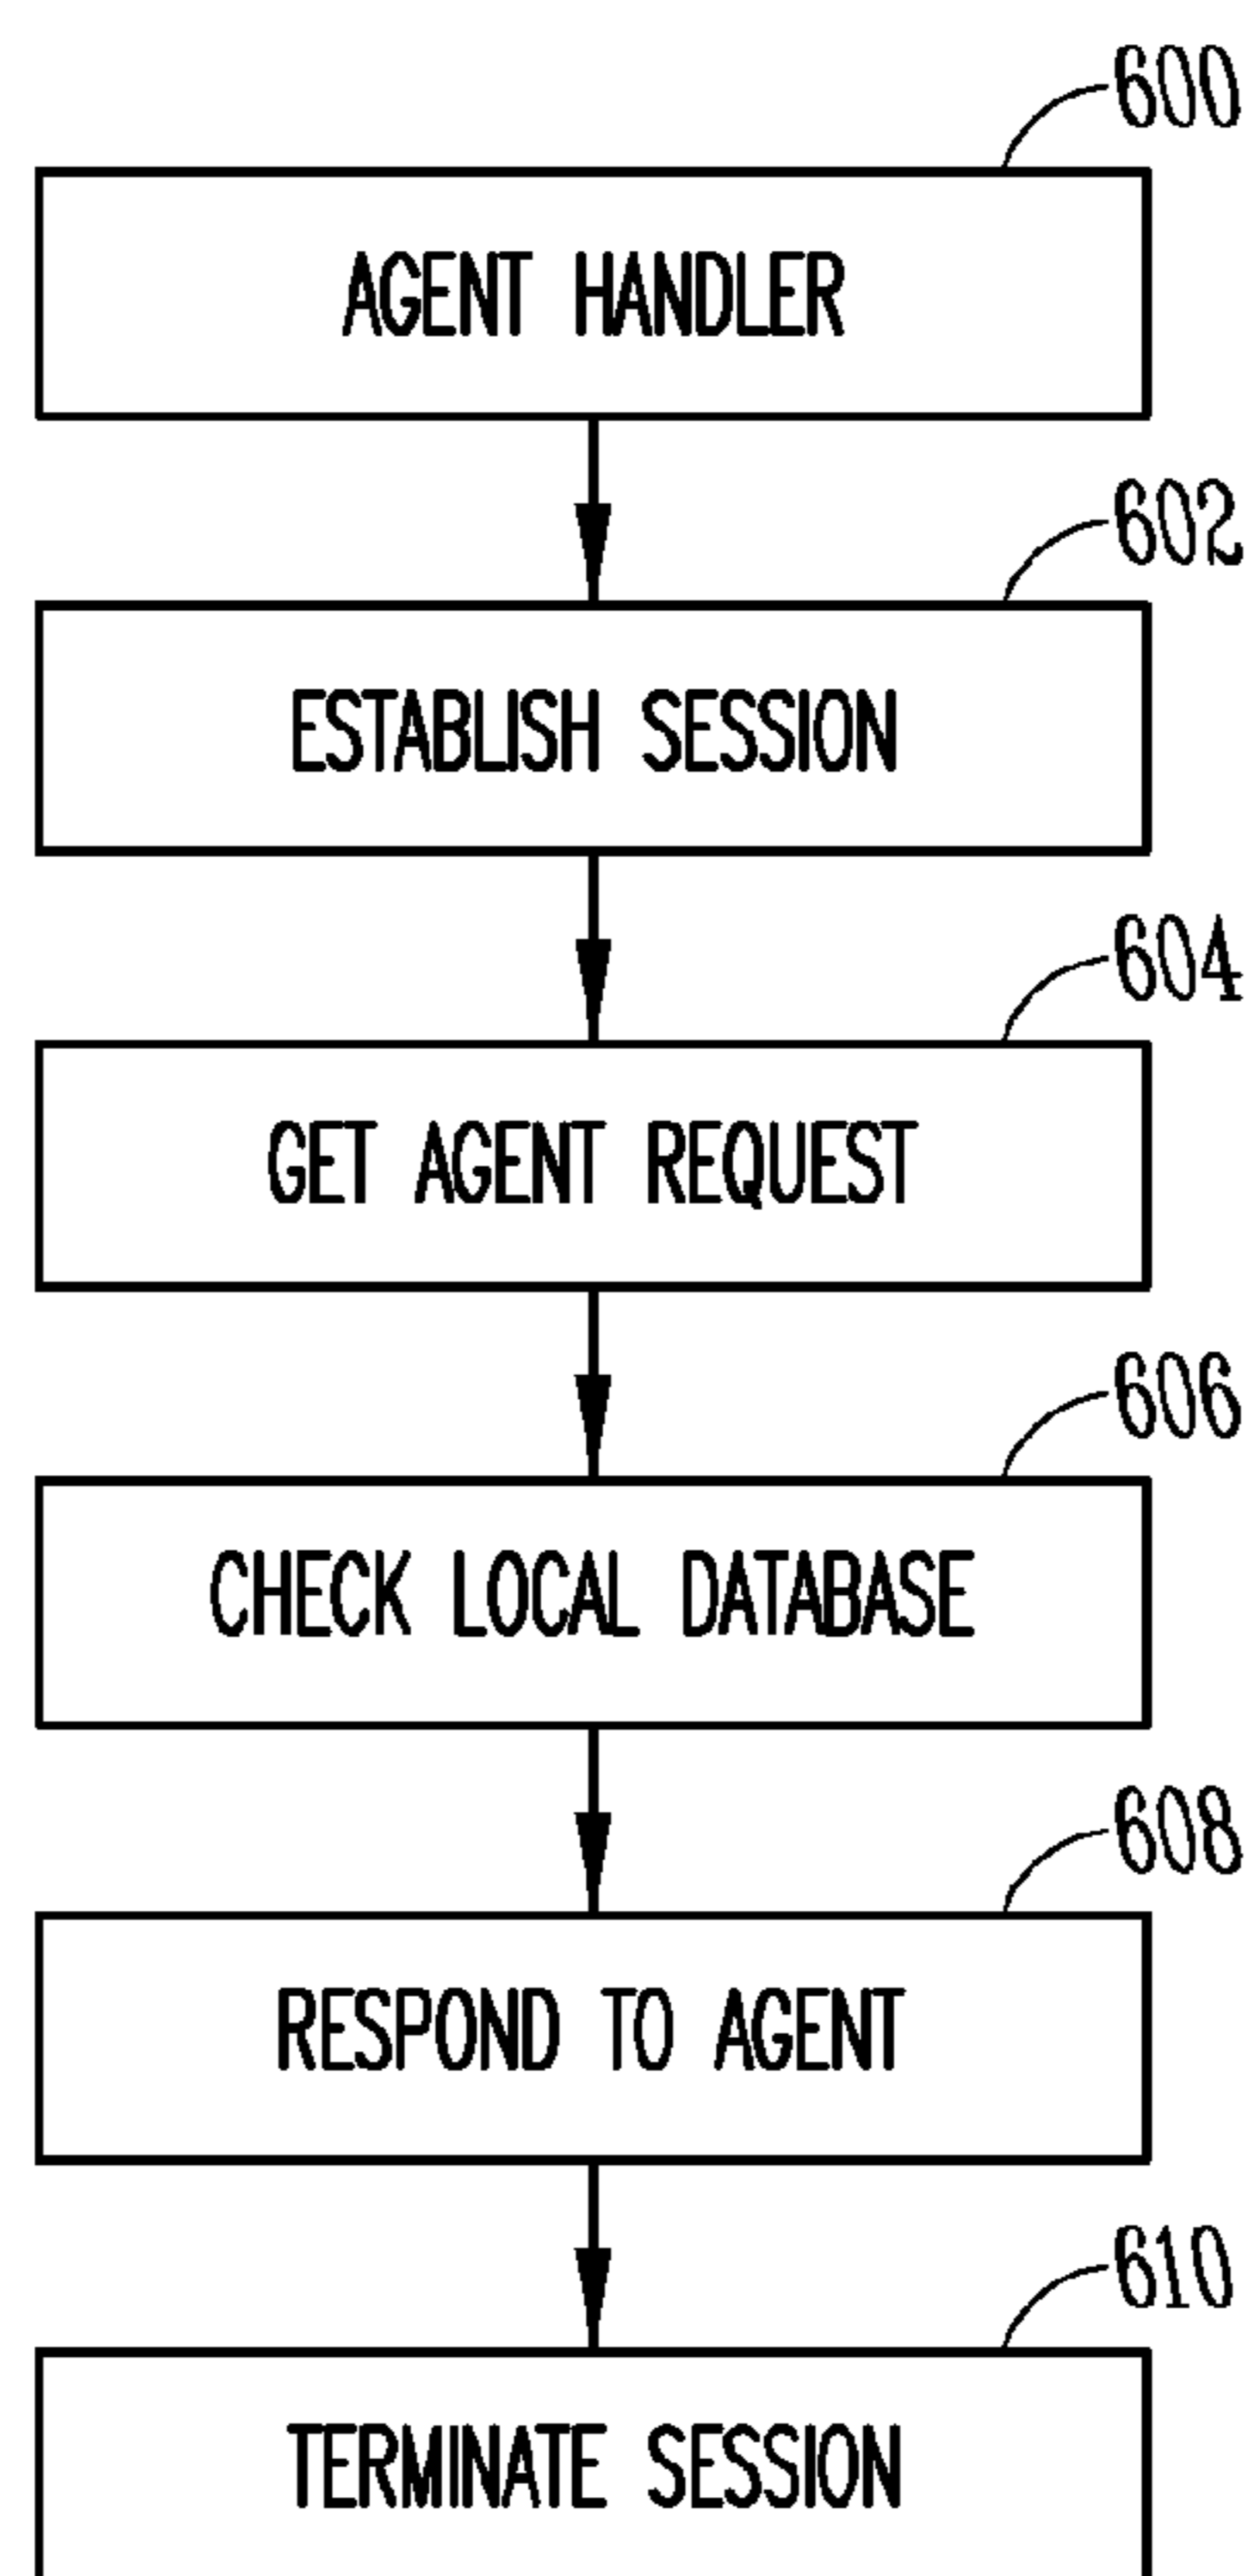 600
AGENT HANDLER
602
ESTABLISH SESSION
604
GET AGENT REQUEST
606
CHECK LOCAL DATABASE
608
RESPOND TO AGENT
610
TERMINATE SESSION